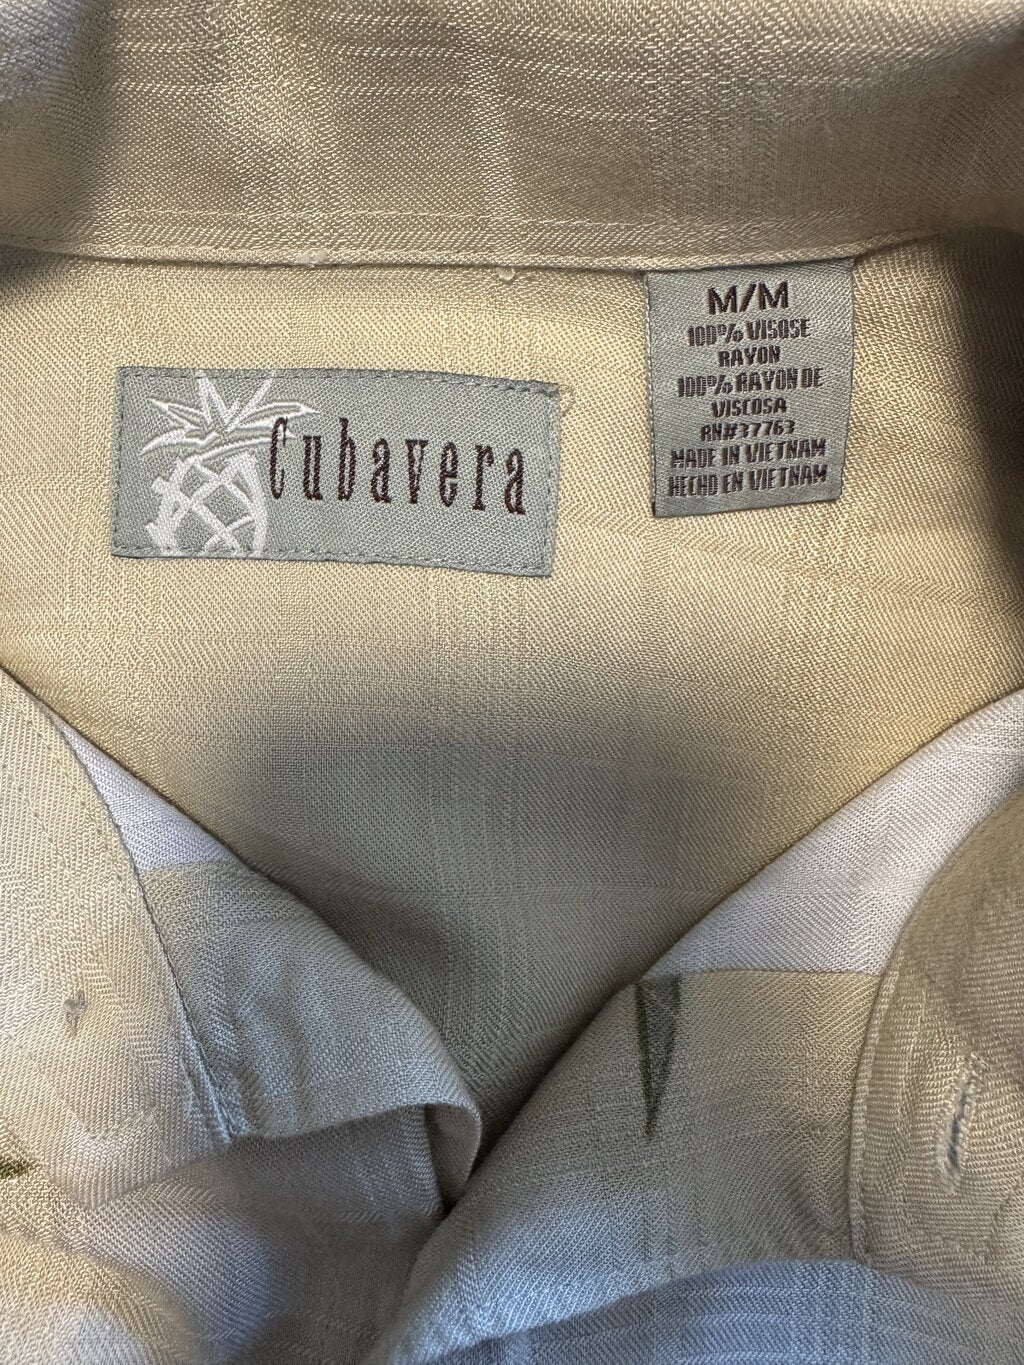 Cubavera
M/M
100% VISOSE
RAYON
100% RAYON DE
VISCOSA
RN#37763
MADE IN VIETNAM
HECHO EN VIETNAM